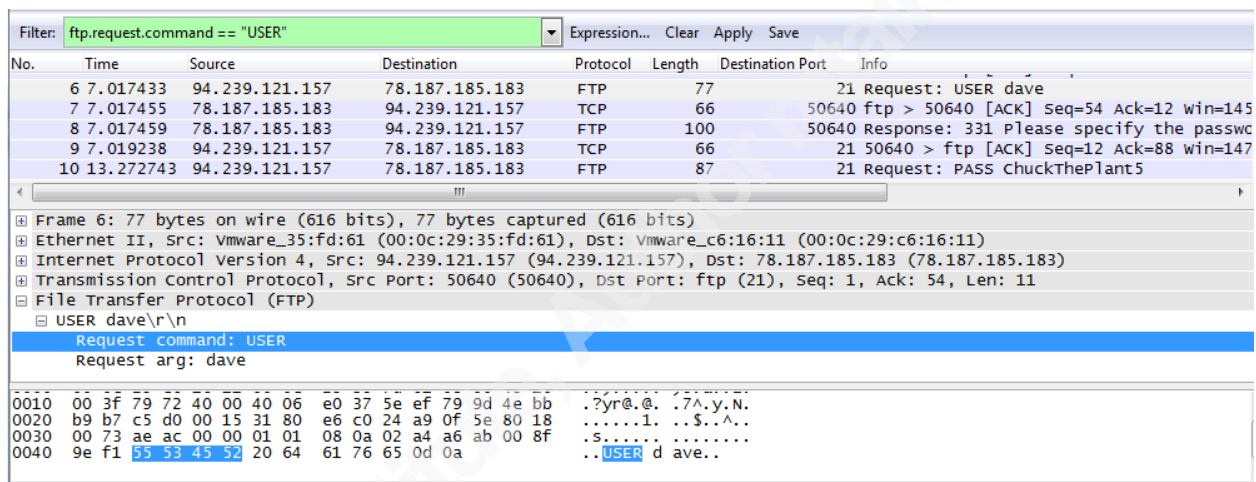 Filter: ftp.request.command == "USER" Expression... Clear Apply Save
No. Time Source Destination Protocol Length Destination Port Info
6 7.017433 94.239.121.157 78.187.185.183 FTP 77 21 Request: USER dave
7 7.017455 78.187.185.183 94.239.121.157 TCP 66 50640 ftp > 50640 [ACK] Seq=54 Ack=12 Win=145
8 7.017459 78.187.185.183 94.239.121.157 FTP 100 50640 Response: 331 Please specify the passwo
9 7.019238 94.239.121.157 78.187.185.183 TCP 66 21 50640 > ftp [ACK] Seq=12 Ack=88 Win=147
10 13.272743 94.239.121.157 78.187.185.183 FTP 87 21 Request: PASS ChuckThePlant5
Frame 6: 77 bytes on wire (616 bits), 77 bytes captured (616 bits)
Ethernet II, Src: Vmware_35:fd:61 (00:0c:29:35:fd:61), Dst: Vmware_c6:16:11 (00:0c:29:c6:16:11)
Internet Protocol Version 4, Src: 94.239.121.157 (94.239.121.157), Dst: 78.187.185.183 (78.187.185.183)
Transmission Control Protocol, Src Port: 50640 (50640), Dst Port: ftp (21), Seq: 1, Ack: 54, Len: 11
File Transfer Protocol (FTP)
USER dave\r\n
Request command: USER
Request arg: dave
0010 00 3f 79 72 40 00 40 06 e0 37 5e ef 79 9d 4e bb .?yr@.@. .7^.y.N.
0020 b9 b7 c5 d0 00 15 31 80 e6 c0 24 a9 0f 5e 80 18 ......1. ..$..^..
0030 00 73 ae ac 00 00 01 01 08 0a 02 a4 a6 ab 00 8f .s...... ........
0040 9e f1 55 53 45 52 20 64 61 76 65 0d 0a ..USER d ave..